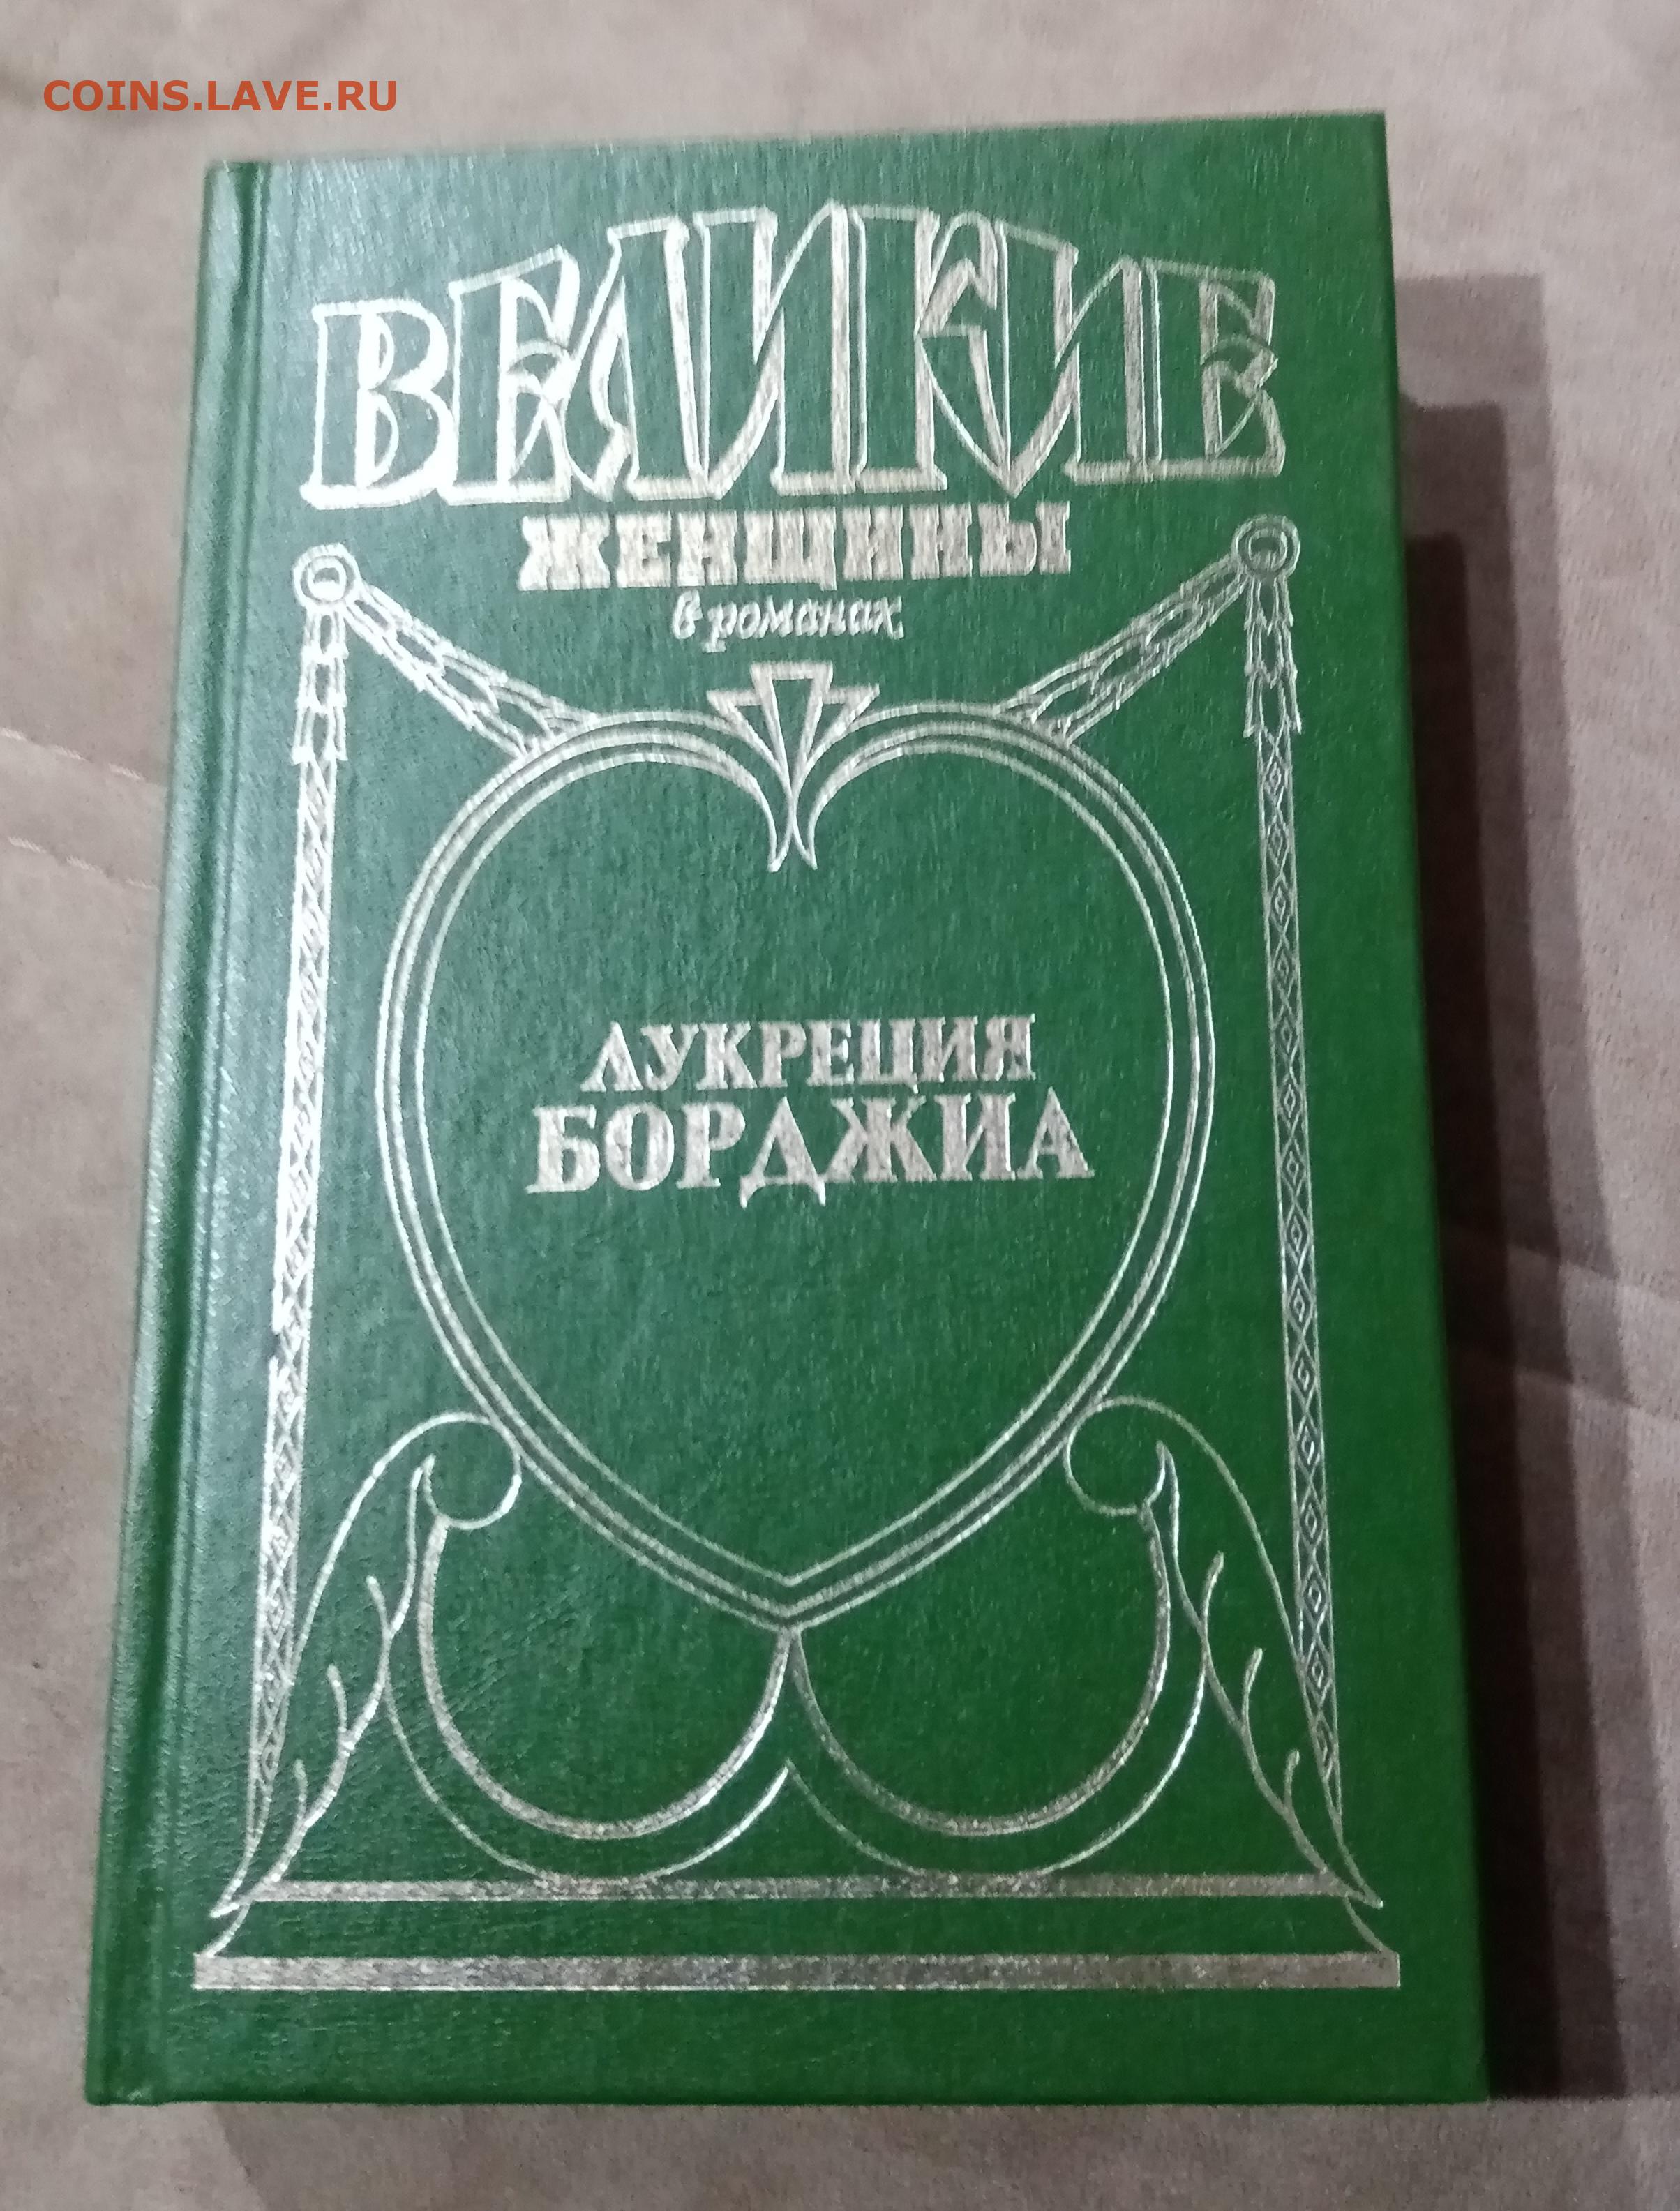 COINS.LAVE.RU
ВЕЛИКИЕ
ЖЕНЩИНЫ
в романах
ЛУКРЕЦИЯ
БОРДЖИА